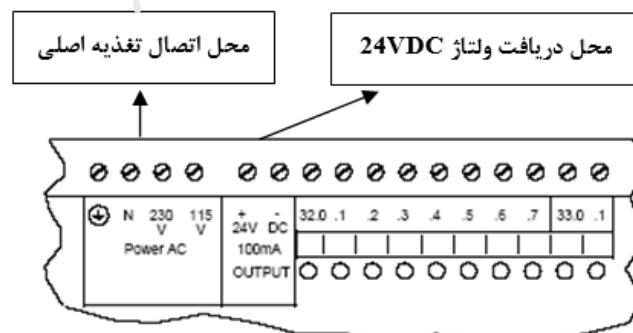 محل اتصال تغذیه اصلی
محل دریافت ولتاژ 24VDC
N 230 V 115 V
Power AC
+ -
24V DC
100mA
OUTPUT
32.0 .1 .2 .3 .4 .5 .6 .7 33.0 .1